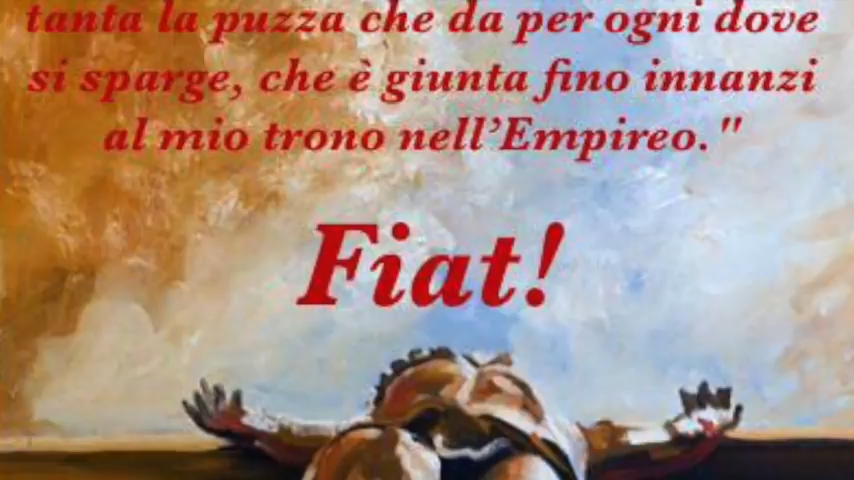 tanta la puzza che da per ogni dove
si sparge, che è giunta fino innanzi
al mio trono nell’Empireo."
Fiat!